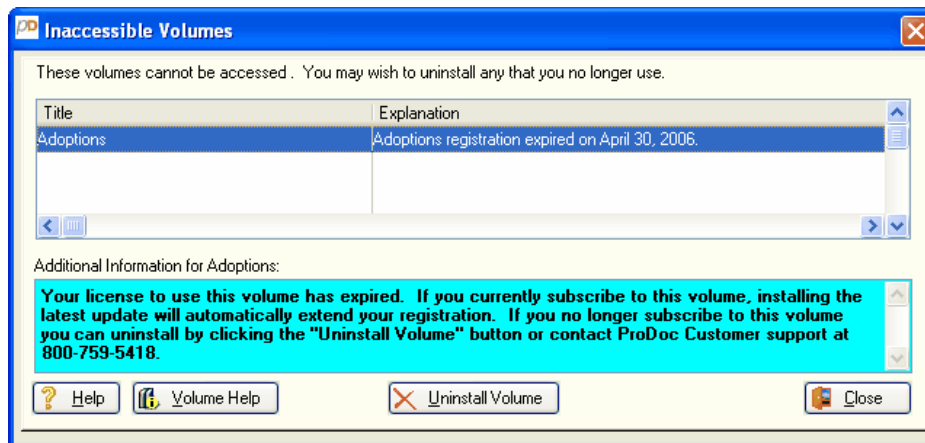 PD Inaccessible Volumes
These volumes cannot be accessed . You may wish to uninstall any that you no longer use.
Title Explanation
Adoptions Adoptions registration expired on April 30, 2006.
Additional Information for Adoptions:
Your license to use this volume has expired. If you currently subscribe to this volume, installing the
latest update will automatically extend your registration. If you no longer subscribe to this volume
you can uninstall by clicking the "Uninstall Volume" button or contact ProDoc Customer support at
800-759-5418.
? Help Volume Help Uninstall Volume Close